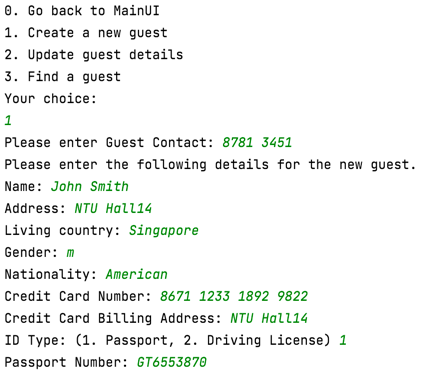 0. Go back to MainUI
1. Create a new guest
2. Update guest details
3. Find a guest
Your choice:
1
Please enter Guest Contact: 8781 3451
Please enter the following details for the new guest.
Name: John Smith
Address: NTU Hall14
Living country: Singapore
Gender: m
Nationality: American
Credit Card Number: 8671 1233 1892 9822
Credit Card Billing Address: NTU Hall14
ID Type: (1. Passport, 2. Driving License) 1
Passport Number: GT6553870